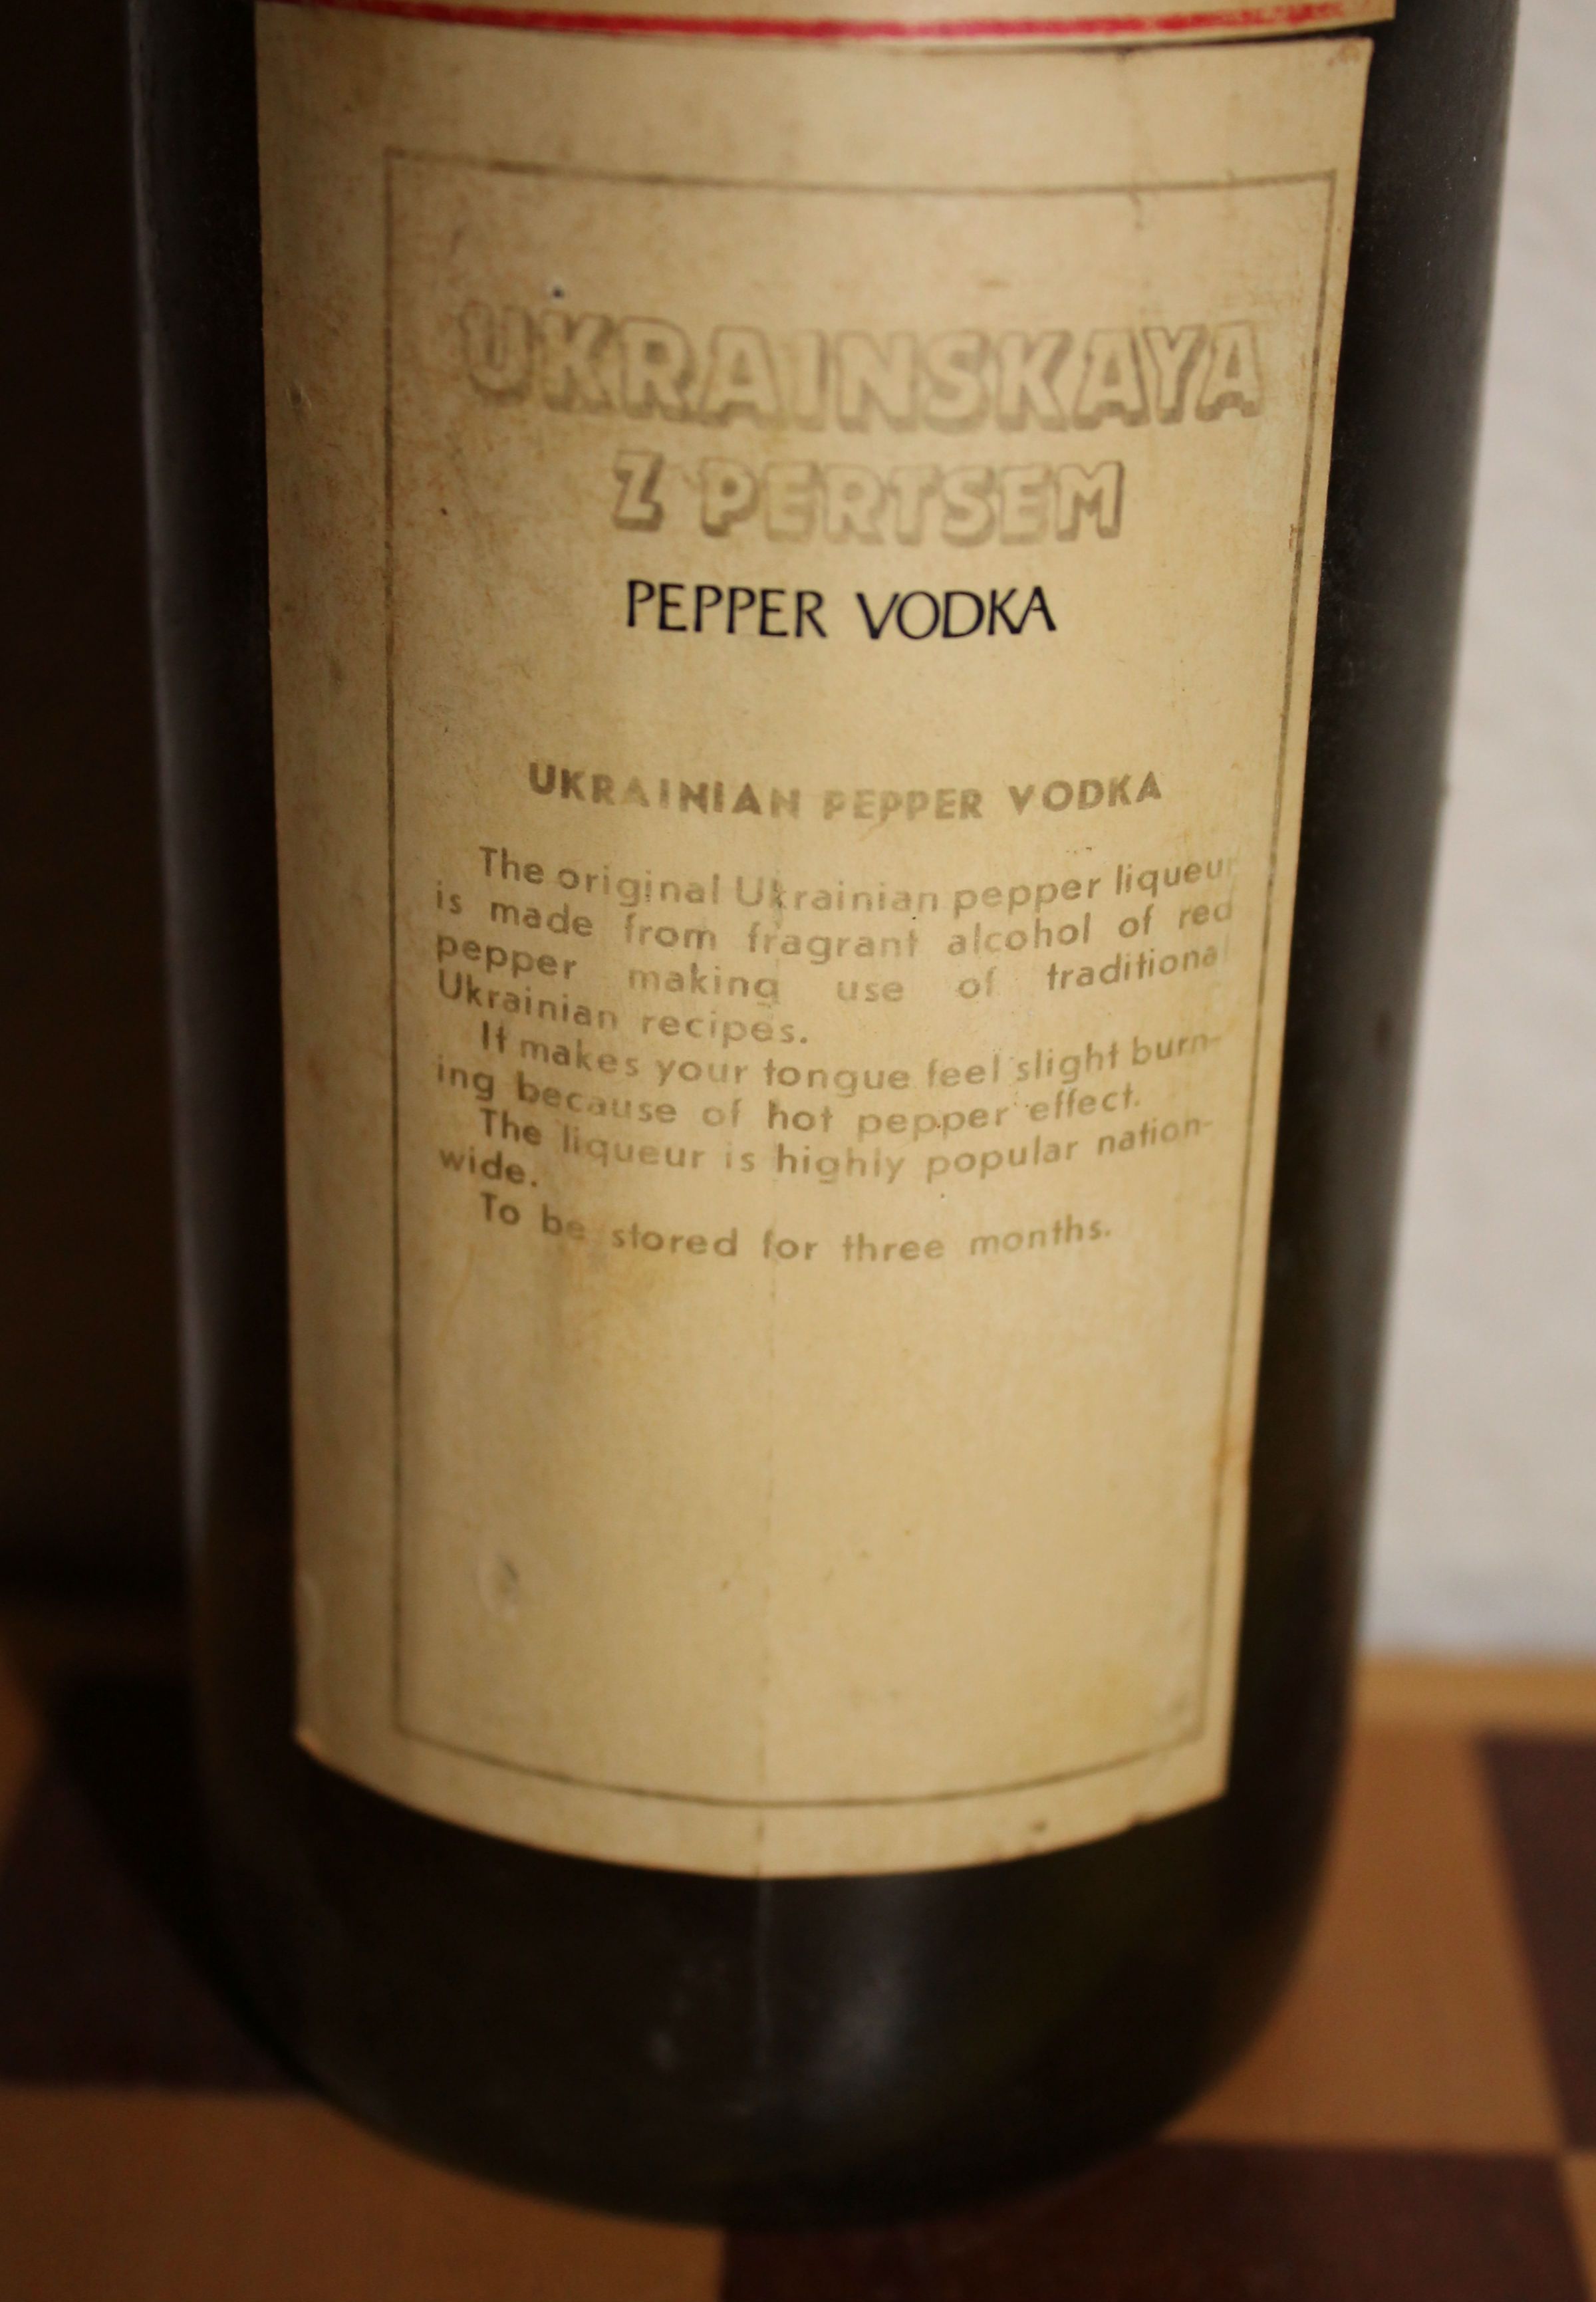 UKRAINSKAYA
Z PERTSEM
PEPPER VODKA
UKRAINIAN PEPPER VODKA
The original Ukrainian pepper liqueur
is made from fragrant alcohol of red
pepper making use of traditional
Ukrainian recipes.
It makes your tongue feel slight burn-
ing because of hot pepper effect.
The liqueur is highly popular nation-
wide.
To be stored for three months.